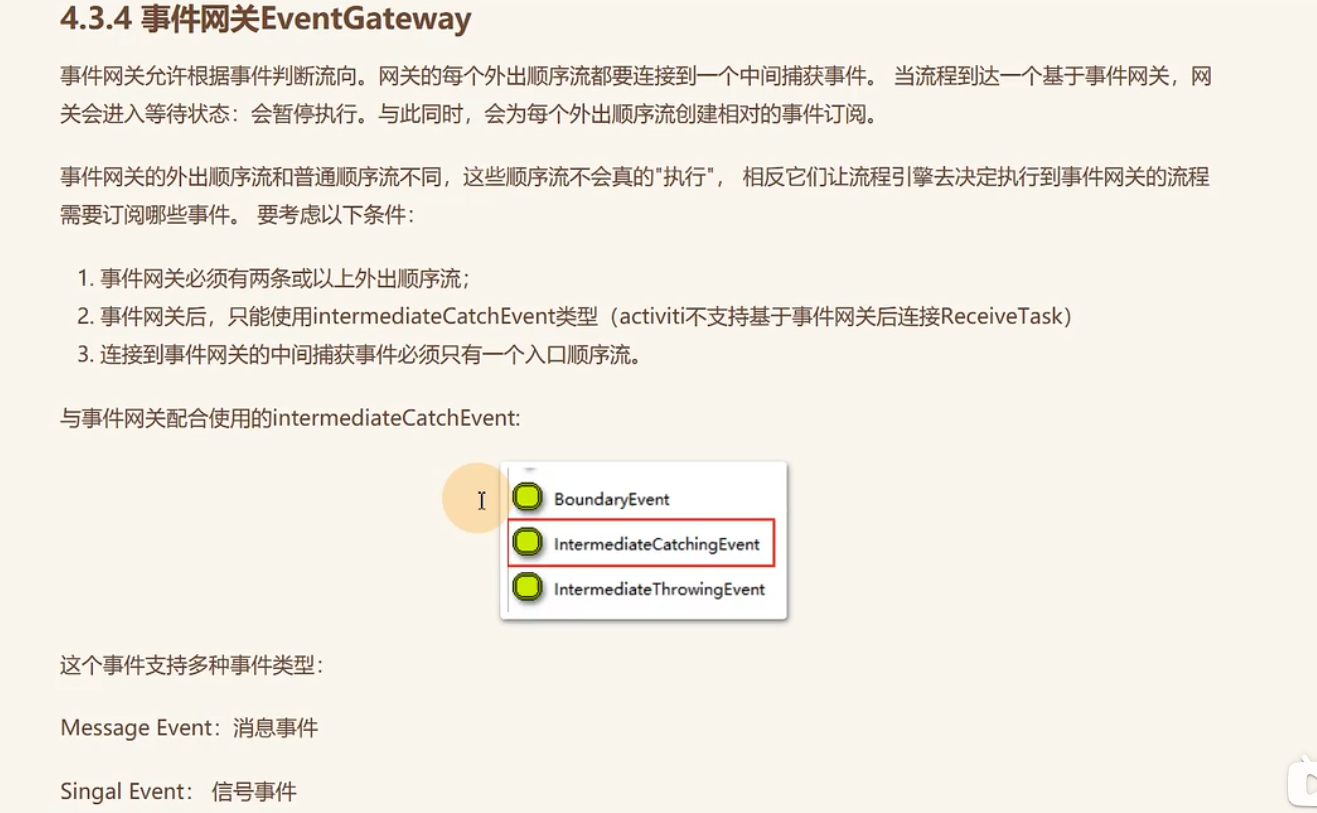 4.3.4 事件网关EventGateway
事件网关允许根据事件判断流向。网关的每个外出顺序流都要连接到一个中间捕获事件。 当流程到达一个基于事件网关，网
关会进入等待状态：会暂停执行。与此同时，会为每个外出顺序流创建相对的事件订阅。
事件网关的外出顺序流和普通顺序流不同，这些顺序流不会真的"执行"， 相反它们让流程引擎去决定执行到事件网关的流程
需要订阅哪些事件。 要考虑以下条件：
1. 事件网关必须有两条或以上外出顺序流；
2. 事件网关后，只能使用intermediateCatchEvent类型（activiti不支持基于事件网关后连接ReceiveTask）
3. 连接到事件网关的中间捕获事件必须只有一个入口顺序流。
与事件网关配合使用的intermediateCatchEvent:
BoundaryEvent
IntermediateCatchingEvent
IntermediateThrowingEvent
这个事件支持多种事件类型：
Message Event：消息事件
Singal Event： 信号事件